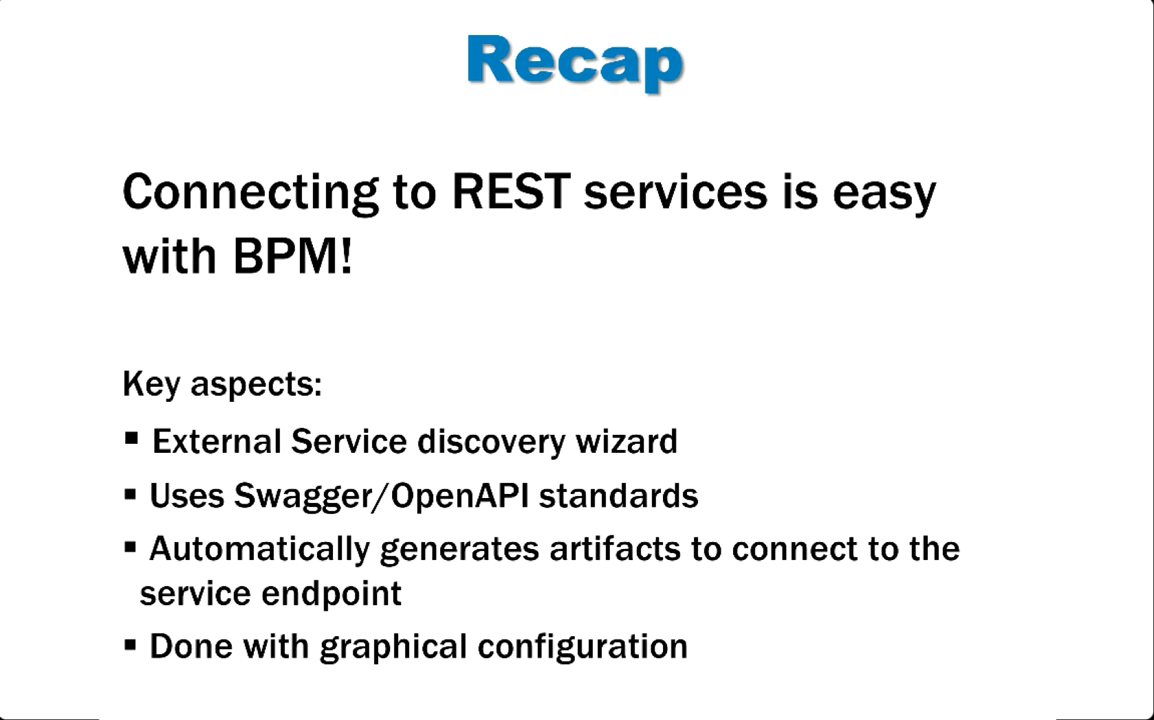 Recap
Connecting to REST services is easy
with BPM!
Key aspects:
▪ External Service discovery wizard
▪ Uses Swagger/OpenAPI standards
▪ Automatically generates artifacts to connect to the
service endpoint
▪ Done with graphical configuration